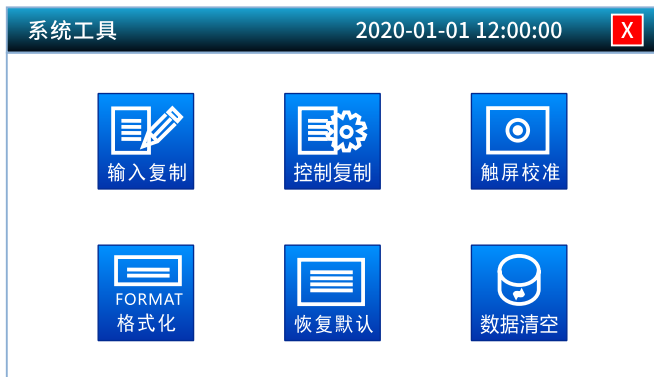 系统工具 2020-01-01 12:00:00 X
输入复制 控制复制 触屏校准
FORMAT
格式化 恢复默认 数据清空